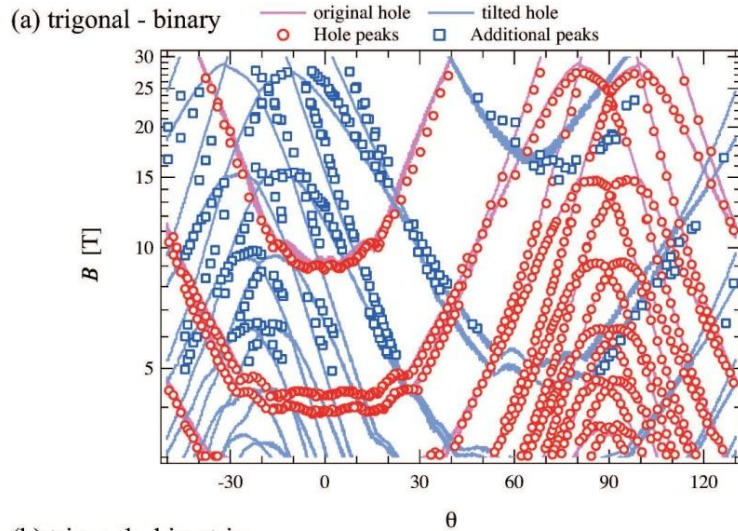 (a) trigonal - binary
original hole
tilted hole
Hole peaks
Additional peaks
30
25
20
15
10
5
B [T]
-30
0
30
60
90
120
θ